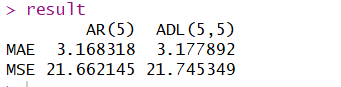 > result
AR(5) ADL(5,5)
MAE 3.168318 3.177892
MSE 21.662145 21.745349